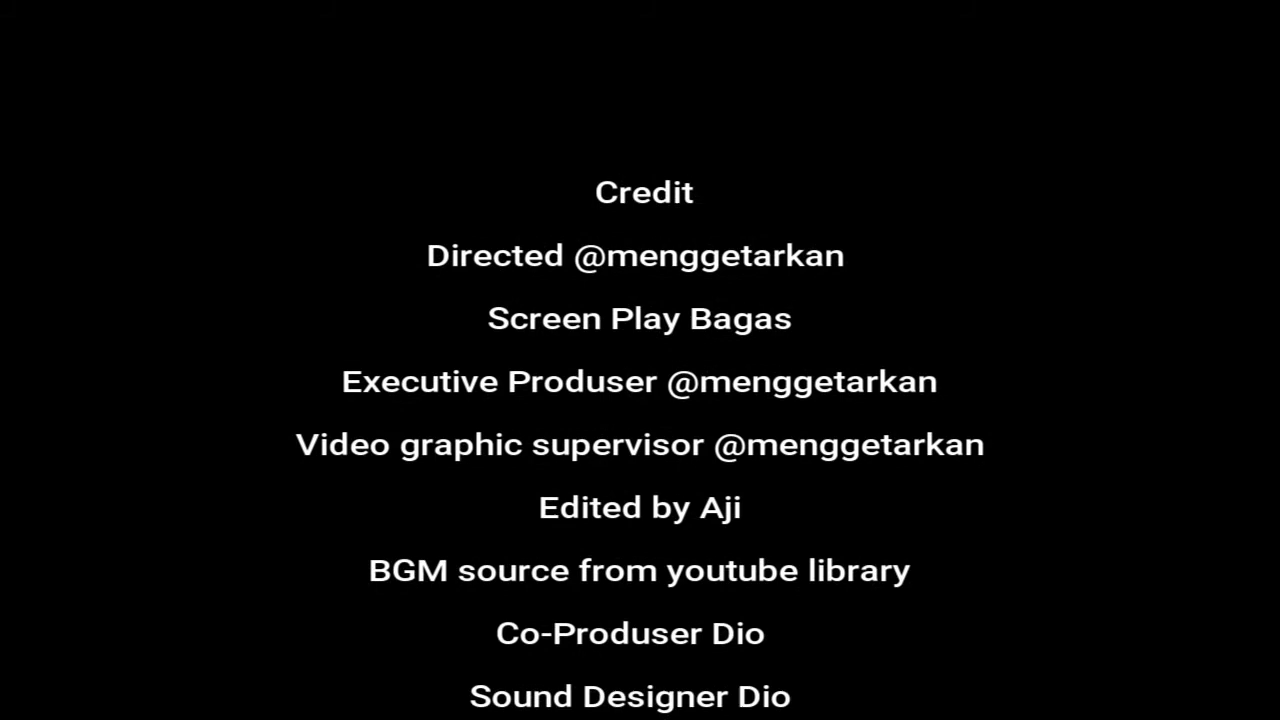 Credit
Directed @menggetarkan
Screen Play Bagas
Executive Produser @menggetarkan
Video graphic supervisor @menggetarkan
Edited by Aji
BGM source from youtube library
Co-Produser Dio
Sound Designer Dio